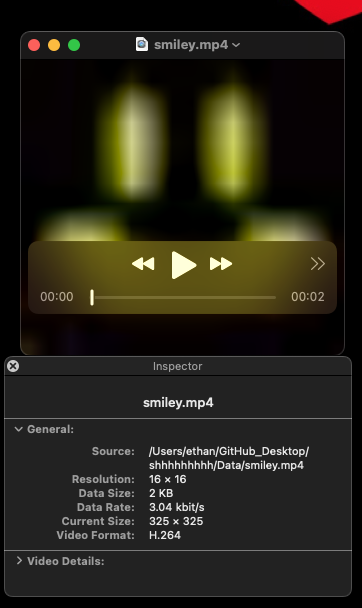 smiley.mp4
00:00
00:02
Inspector
smiley.mp4
General:
Source: /Users/ethan/GitHub_Desktop/
shhhhhhhhh/Data/smiley.mp4
Resolution: 16 × 16
Data Size: 2 KB
Data Rate: 3.04 kbit/s
Current Size: 325 × 325
Video Format: H.264
Video Details: